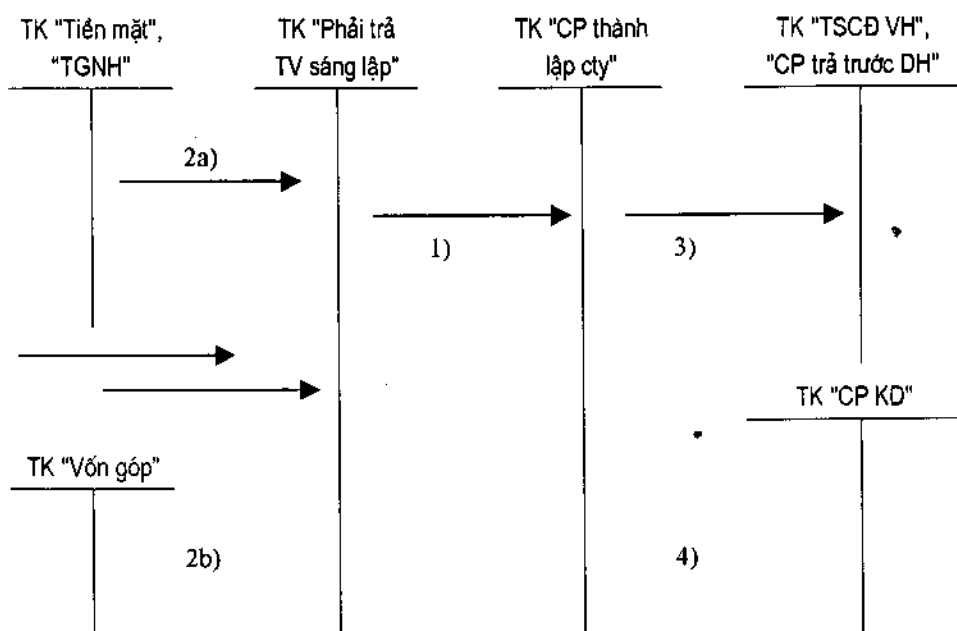 TK "Tiền mặt",
"TGNH"
TK "Phải trả
TV sáng lập"
TK "CP thành
lập cty"
TK "TSCĐ VH",
"CP trả trước DH"
2a)
1)
3)
TK "CP KD"
TK "Vốn góp"
2b)
4)